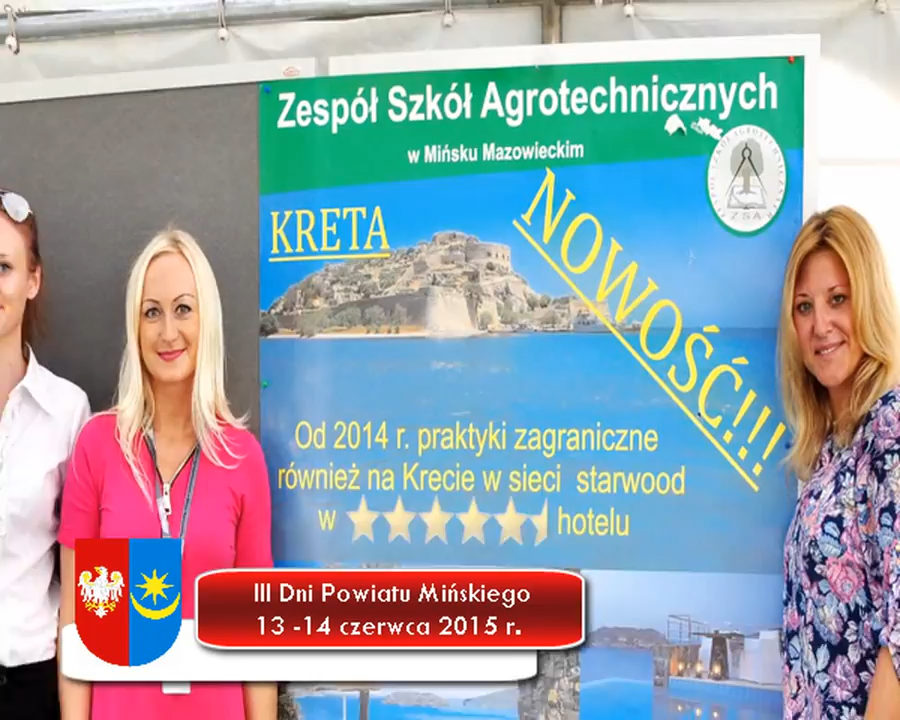 Zespół Szkół Agrotechnicznych
w Mińsku Mazowieckim
ZSA
KRETA
NOWOŚĆ!!!
Od 2014 r. praktyki zagraniczne
również na Krecie w sieci starwood
w hotelu
III Dni Powiatu Mińskiego
13 -14 czerwca 2015 r.